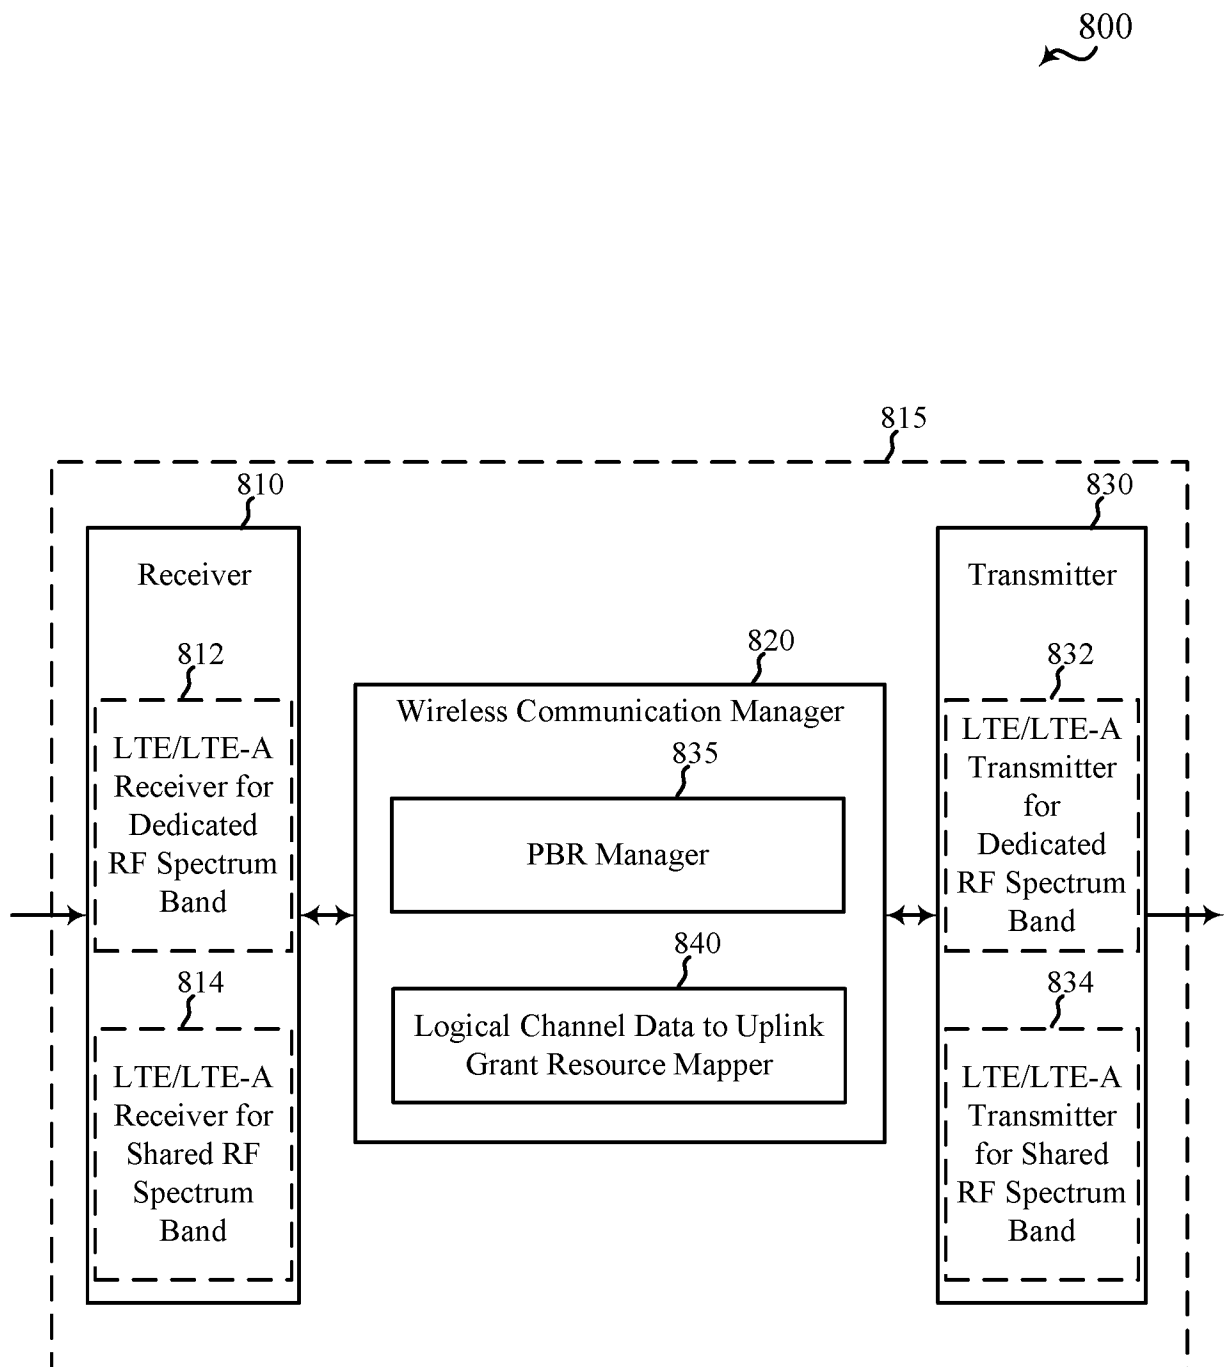 800
815
810
830
Receiver
Transmitter
812
820
832
Wireless Communication Manager
LTE/LTE-A
Receiver for
Dedicated
RF Spectrum
Band
835
PBR Manager
LTE/LTE-A
Transmitter
for
Dedicated
RF Spectrum
Band
814
840
834
Logical Channel Data to Uplink
Grant Resource Mapper
LTE/LTE-A
Receiver for
Shared RF
Spectrum
Band
LTE/LTE-A
Transmitter
for Shared
RF Spectrum
Band